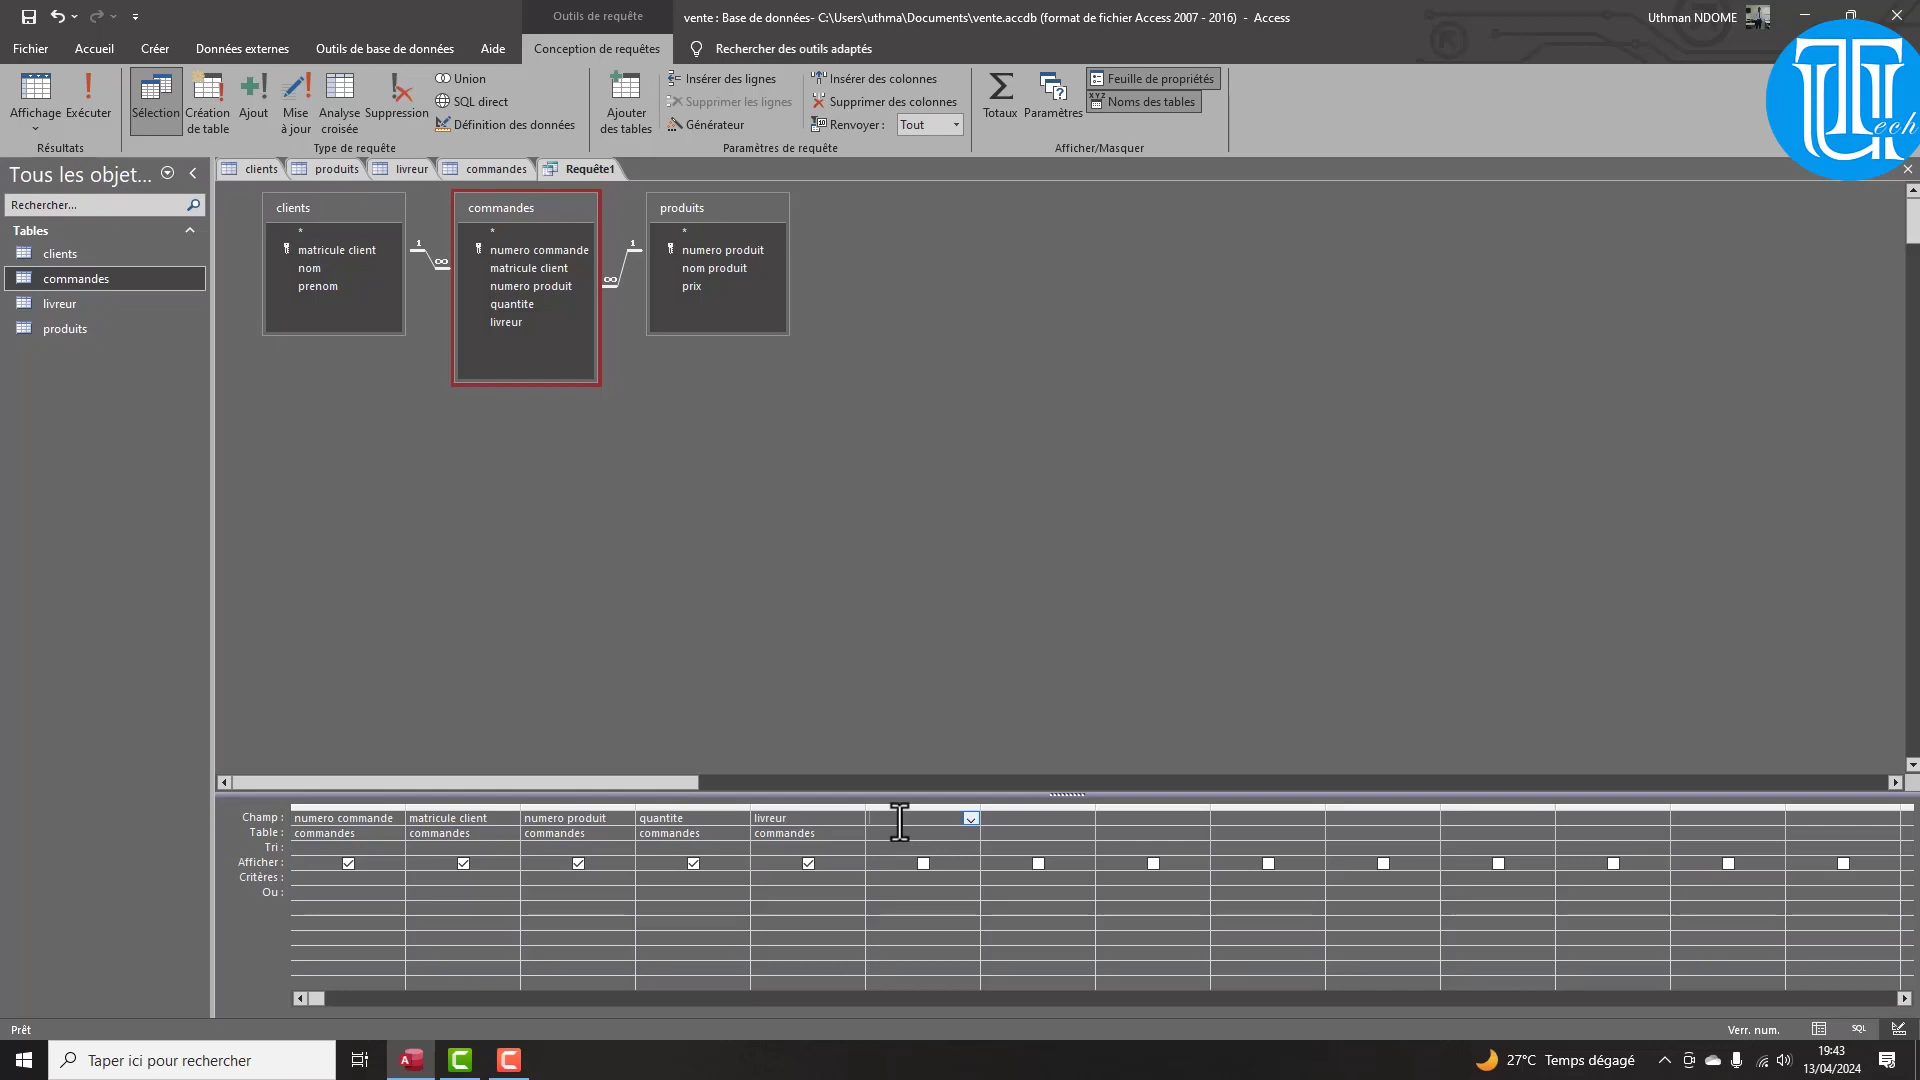 Outils de requête
vente : Base de données- C:\Users\uthma\Documents\vente.accdb (format de fichier Access 2007 - 2016) - Access
Uthman NDOME
Fichier
Accueil
Créer
Données externes
Outils de base de données
Aide
Conception de requêtes
Rechercher des outils adaptés
Affichage
Exécuter
Résultats
Sélection
Création
de table
Ajout
Mise
à jour
Analyse
croisée
Suppression
Union
SQL direct
Définition des données
Type de requête
Ajouter
des tables
Insérer des lignes
Supprimer les lignes
Générateur
Insérer des colonnes
Supprimer des colonnes
Renvoyer :
Tout
Paramètres de requête
Totaux
Paramètres
Feuille de propriétés
XYZ
Noms des tables
Afficher/Masquer
UTech
Tous les objet...
Rechercher...
Tables
clients
commandes
livreur
produits
clients
produits
livreur
commandes
Requête1
clients
*
matricule client
nom
prenom
1
∞
commandes
*
numero commande
matricule client
numero produit
quantite
livreur
1
∞
produits
*
numero produit
nom produit
prix
Champ : numero commande matricule client numero produit quantite livreur
Table : commandes commandes commandes commandes commandes
Tri :
Afficher :
Critères :
Ou :
Prêt
Verr. num.
SQL
Taper ici pour rechercher
27°C Temps dégagé
19:43
13/04/2024